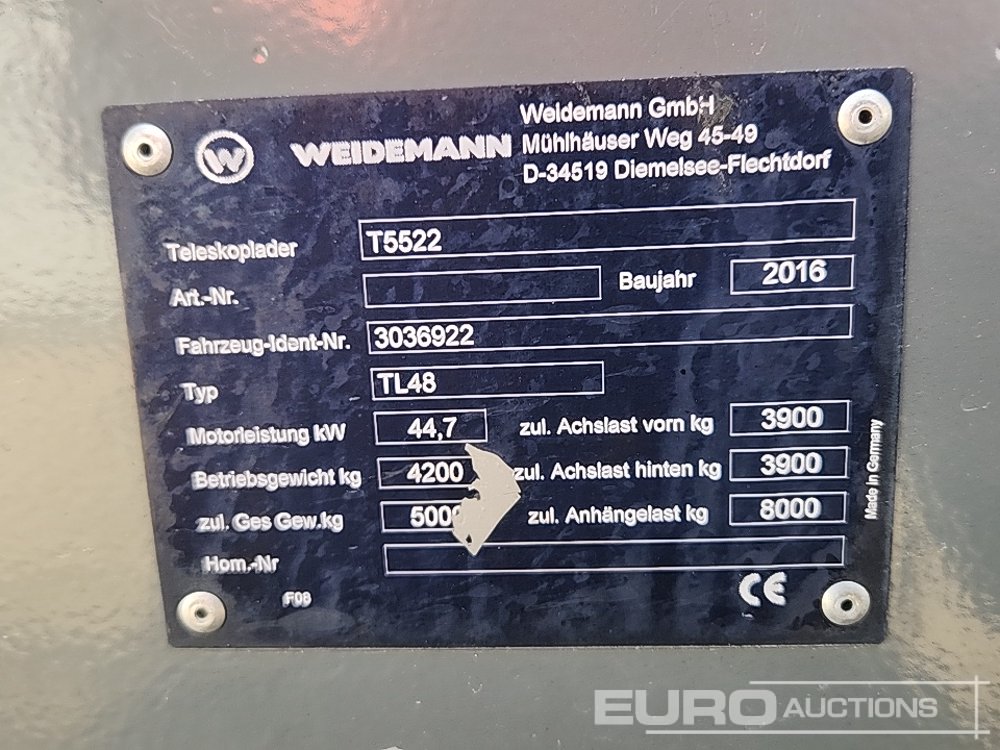 W
WEIDEMANN
Weidemann GmbH
Mühlhäuser Weg 45-49
D-34519 Diemelsee-Flechtdorf
Teleskoplader T5522
Art.-Nr. Baujahr 2016
Fahrzeug-Ident-Nr. 3036922
Typ TL48
Motorleistung kW 44,7 zul. Achslast vorn kg 3900
Betriebsgewicht kg 4200 zul. Achslast hinten kg 3900
zul. Ges Gew.kg zul. Anhängelast kg 8000
Hom.-Nr
F08
CE
Made in Germany
EURO AUCTIONS